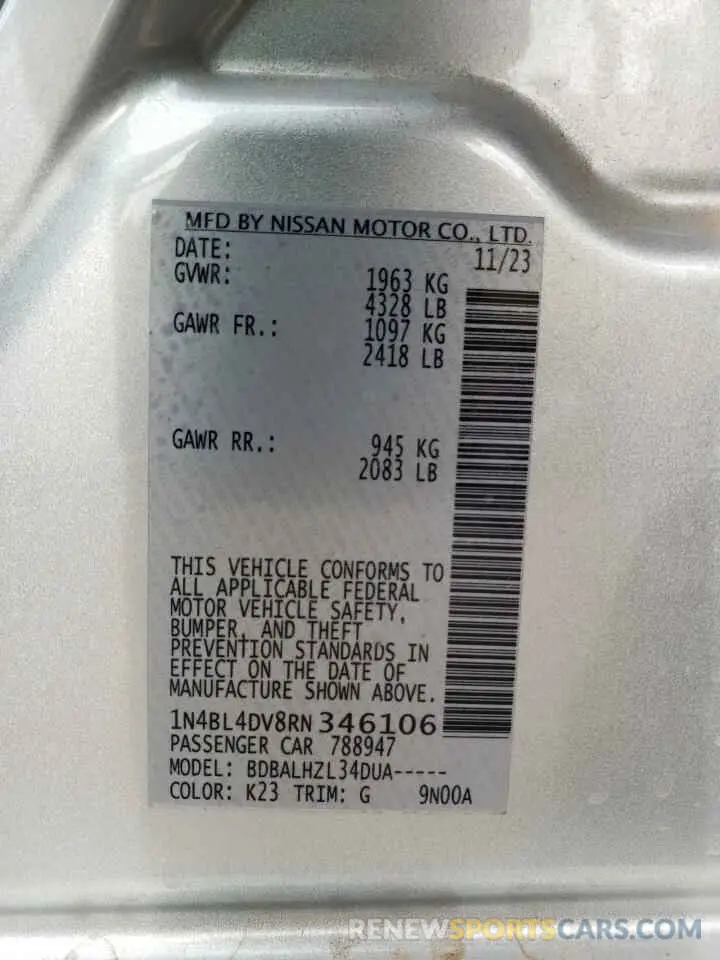 MFD BY NISSAN MOTOR CO., LTD.
DATE: 11/23
GVWR: 1963 KG
4328 LB
GAWR FR.: 1097 KG
2418 LB
GAWR RR.: 945 KG
2083 LB
THIS VEHICLE CONFORMS TO
ALL APPLICABLE FEDERAL
MOTOR VEHICLE SAFETY,
BUMPER, AND THEFT
PREVENTION STANDARDS IN
EFFECT ON THE DATE OF
MANUFACTURE SHOWN ABOVE.
1N4BL4DV8RN346106
PASSENGER CAR 788947
MODEL: BDBALHZL34DUA-----
COLOR: K23 TRIM: G 9N00A
RENEWSPORTSCARS.COM